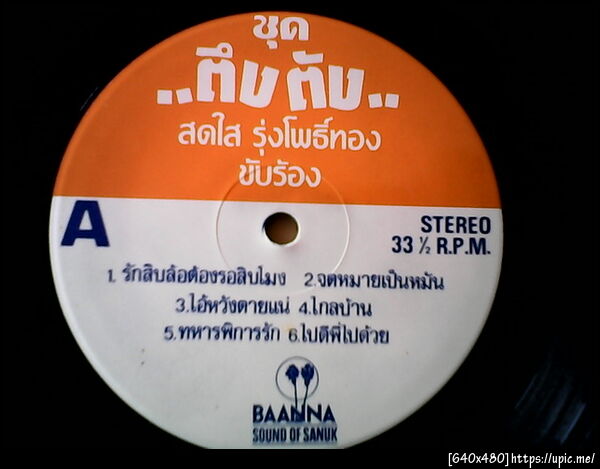 ชุด
..ตึง ตัง..
สดใส รุ่งโพธิ์ทอง
ขับร้อง
A
STEREO
33 ½ R.P.M.
1. รักสิบล้อต้องรอสิบโมง 2.จดหมายเป็นหมัน
3.ไอ้หวังตายแน่ 4.ไกลบ้าน
5.ทหารพิการรัก 6.ไปดีพี่ไปด้วย
BAANNA
SOUND OF SANUK
[640x480]https://upic.me/